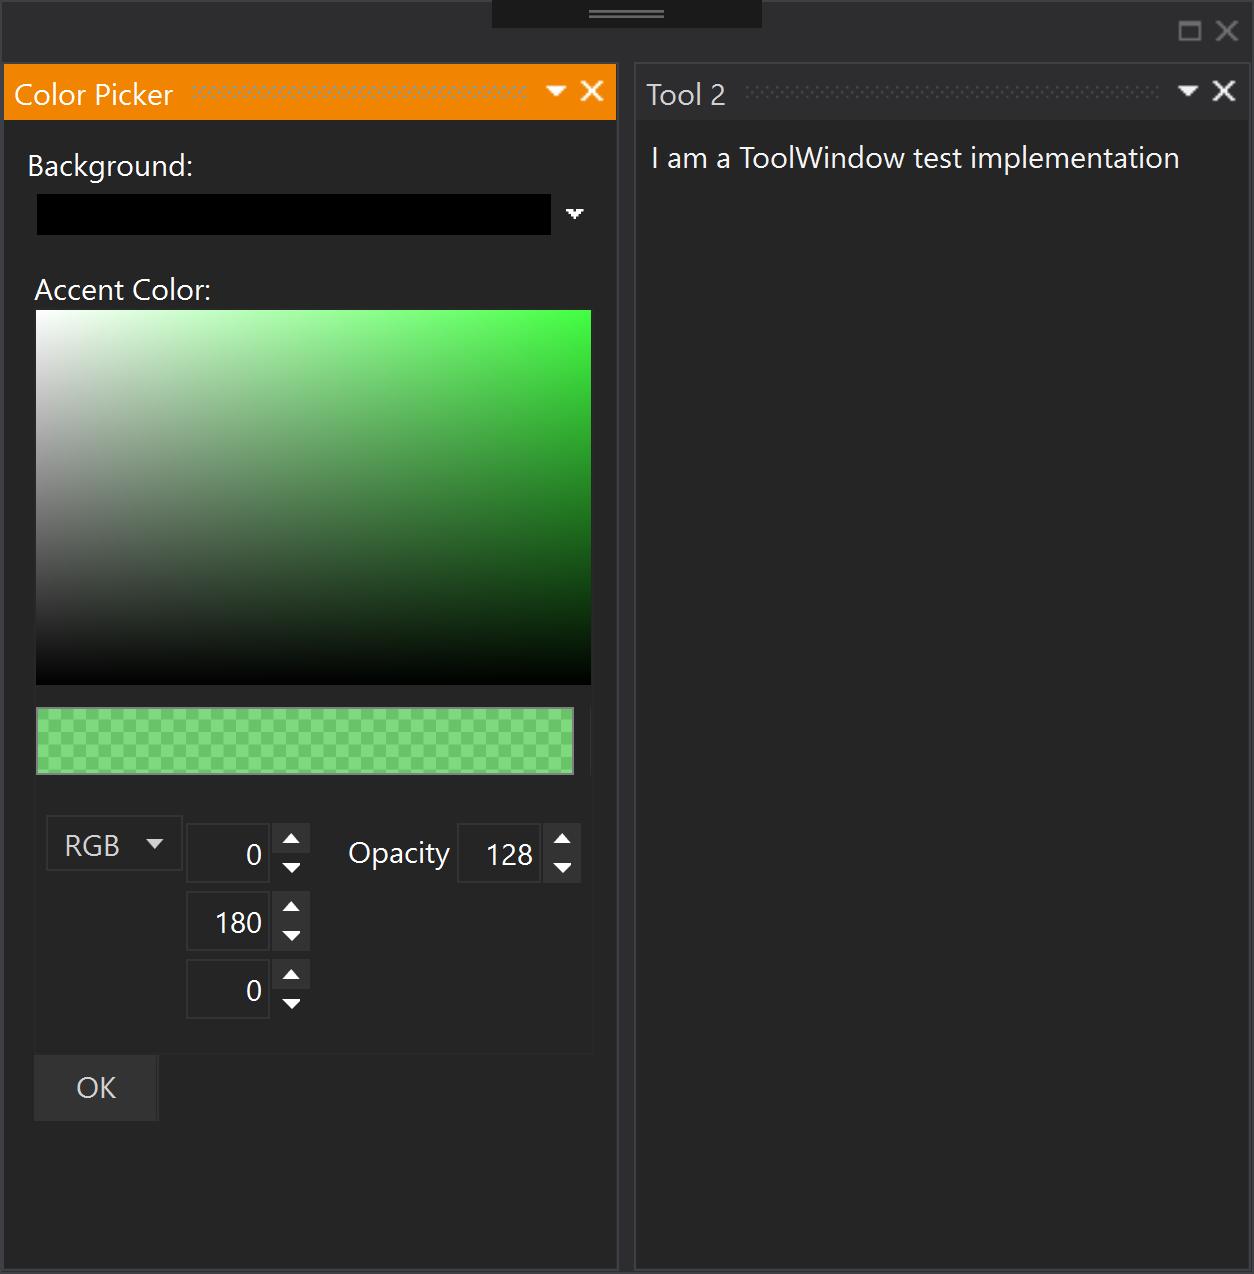 Color Picker
Background:
Accent Color:
RGB
0
Opacity
128
180
0
OK
Tool 2
I am a ToolWindow test implementation